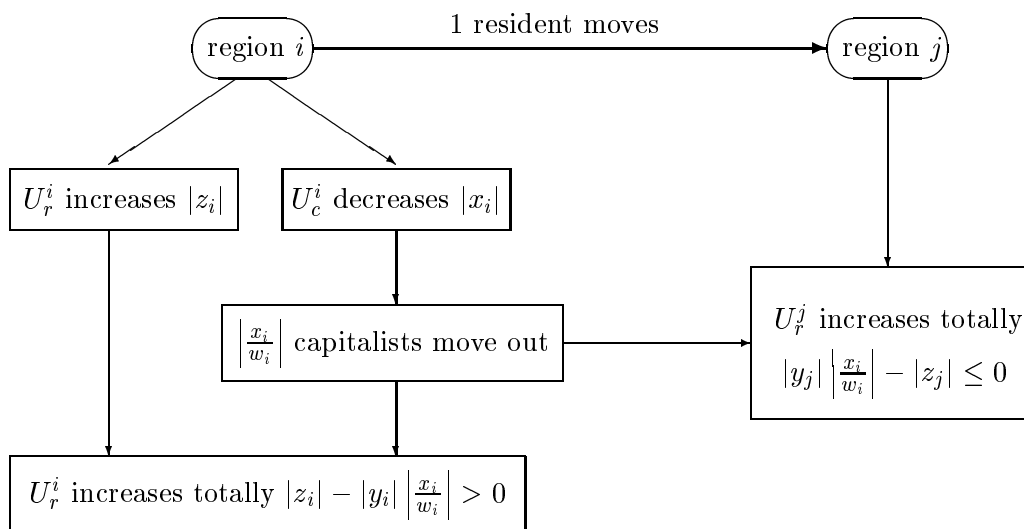 1 resident moves
region i
region j
U_r^i increases |z_i|
U_c^i decreases |x_i|
|x_i/w_i| capitalists move out
U_r^j increases totally
|y_j| |x_i/w_i| − |z_j| ≤ 0
U_r^i increases totally |z_i| − |y_i| |x_i/w_i| > 0